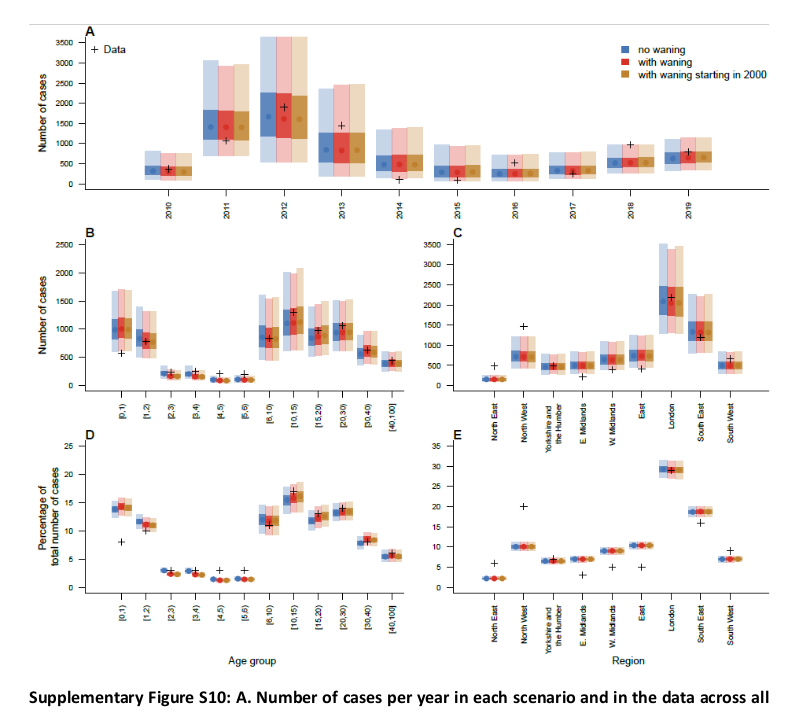 A
+ Data
no waning
with waning
with waning starting in 2000
Number of cases
3500
3000
2500
2000
1500
1000
500
0
2010
2011
2012
2013
2014
2015
2016
2017
2018
2019
B
Number of cases
2500
2000
1500
1000
500
0
[0,1)
[1,2)
[2,3)
[3,4)
[4,5)
[5,6)
[6,10)
[10,15)
[15,20)
[20,30)
[30,40)
[40,100]
C
3500
3000
2500
2000
1500
1000
500
0
North East
North West
Yorkshire and
the Humber
E. Midlands
W. Midlands
East
London
South East
South West
D
Percentage of
total number of cases
25
20
15
10
5
0
[0,1)
[1,2)
[2,3)
[3,4)
[4,5)
[5,6)
[6,10)
[10,15)
[15,20)
[20,30)
[30,40)
[40,100]
Age group
E
35
30
25
20
15
10
5
0
North East
North West
Yorkshire and
the Humber
E. Midlands
W. Midlands
East
London
South East
South West
Region
Supplementary Figure S10: A. Number of cases per year in each scenario and in the data across all